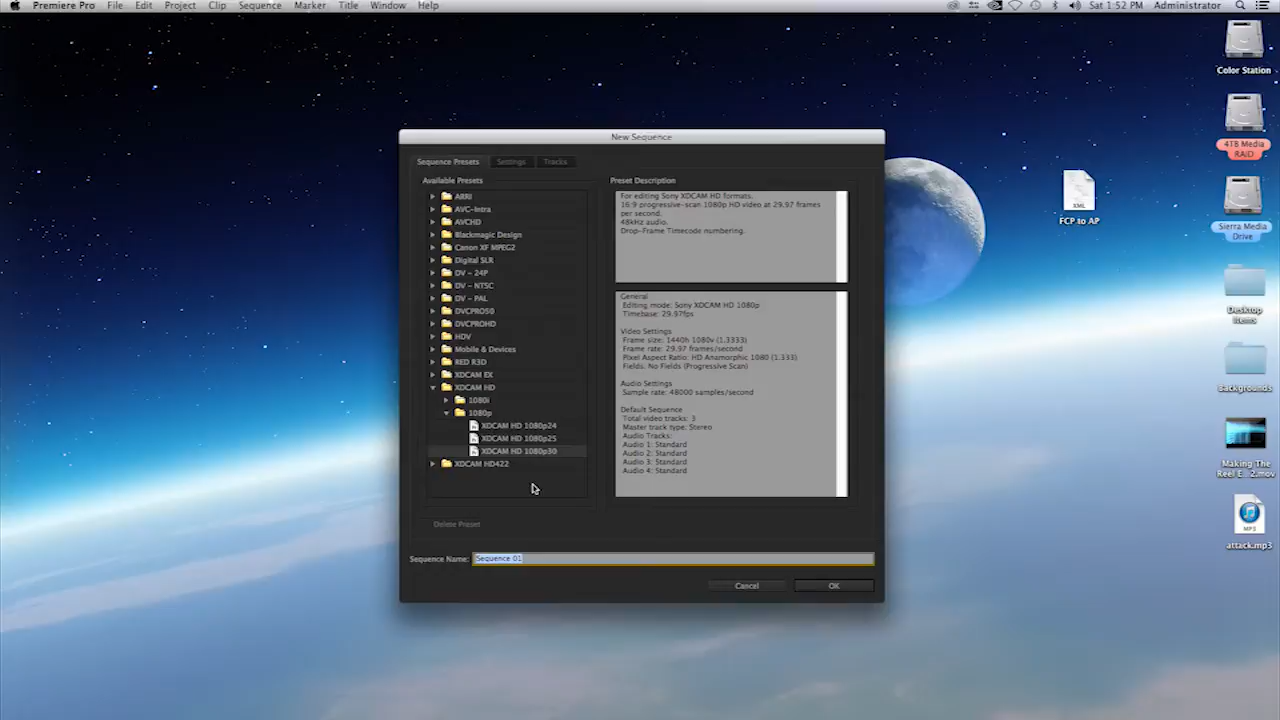 Premiere Pro File Edit Project Clip Sequence Marker Title Window Help Sat 1:52 PM Administrator
Color Station
4TB Media
RAID
Sierra Media
Drive
Desktop
Items
Backgrounds
Making The
Reel E...2.mov
MP3
attack.mp3
XML
FCP to AP
New Sequence
Sequence Presets Settings Tracks
Available Presets
ARRI
AVC-Intra
AVCHD
Blackmagic Design
Canon XF MPEG2
Digital SLR
DV - 24P
DV - NTSC
DV - PAL
DVCPRO50
DVCPROHD
HDV
Mobile & Devices
RED R3D
XDCAM EX
XDCAM HD
1080i
1080p
XDCAM HD 1080p24
XDCAM HD 1080p25
XDCAM HD 1080p30
XDCAM HD422
Delete Preset
Preset Description
For editing Sony XDCAM HD formats.
16:9 progressive-scan 1080p HD video at 29.97 frames
per second.
48kHz audio.
Drop-Frame Timecode numbering.
General
Editing mode: Sony XDCAM HD 1080p
Timebase: 29.97fps
Video Settings
Frame size: 1440h 1080v (1.3333)
Frame rate: 29.97 frames/second
Pixel Aspect Ratio: HD Anamorphic 1080 (1.333)
Fields: No Fields (Progressive Scan)
Audio Settings
Sample rate: 48000 samples/second
Default Sequence
Total video tracks: 3
Master track type: Stereo
Audio Tracks:
Audio 1: Standard
Audio 2: Standard
Audio 3: Standard
Audio 4: Standard
Sequence Name: Sequence 01
Cancel OK